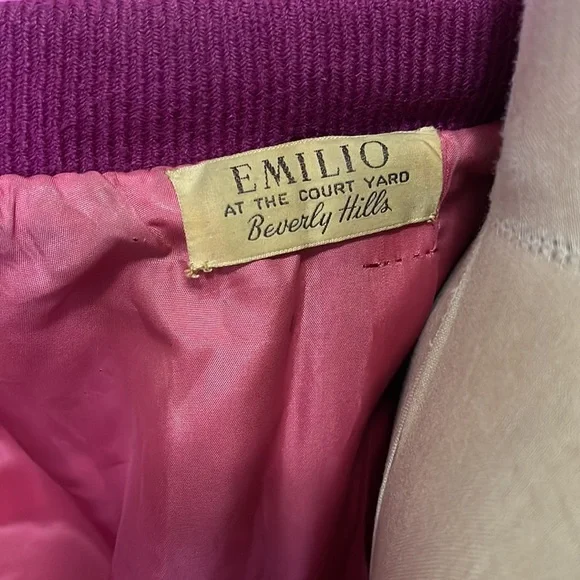 EMILIO
AT THE COURT YARD
Beverly Hills